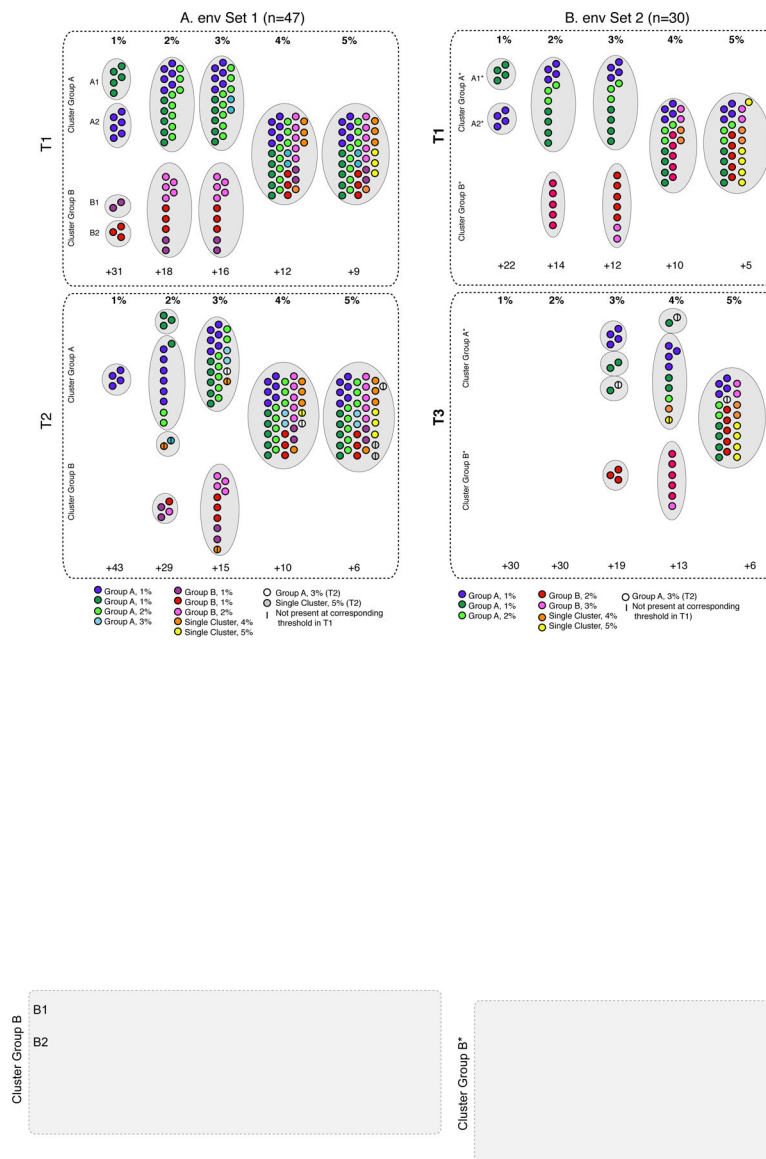 A. env Set 1 (n=47)
1% 2% 3% 4% 5%
T1
Cluster Group A
A1
A2
Cluster Group B
B1
B2
+31 +18 +16 +12 +9
1% 2% 3% 4% 5%
T2
Cluster Group A
Cluster Group B
+43 +29 +15 +10 +6
Group A, 1%
Group A, 1%
Group A, 2%
Group A, 3%
Group B, 1%
Group B, 1%
Group B, 2%
Single Cluster, 4%
Single Cluster, 5%
Group A, 3% (T2)
Single Cluster, 5% (T2)
Not present at corresponding
threshold in T1
B. env Set 2 (n=30)
1% 2% 3% 4% 5%
T1
Cluster Group A*
A1*
A2*
Cluster Group B*
+22 +14 +12 +10 +5
1% 2% 3% 4% 5%
T3
Cluster Group A*
Cluster Group B*
+30 +30 +19 +13 +6
Group A, 1%
Group A, 1%
Group A, 2%
Group B, 2%
Group B, 3%
Single Cluster, 4%
Single Cluster, 5%
Group A, 3% (T2)
Not present at corresponding
threshold in T1)
Cluster Group B
B1
B2
Cluster Group B*